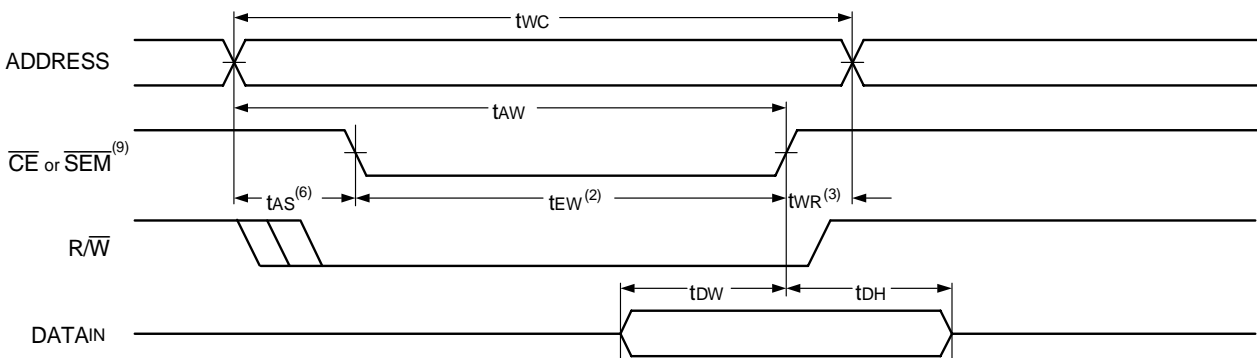 tWC
ADDRESS
tAW
CE or SEM(9)
tAS(6) tEW(2) tWR(3)
R/W
tDW tDH
DATAIN